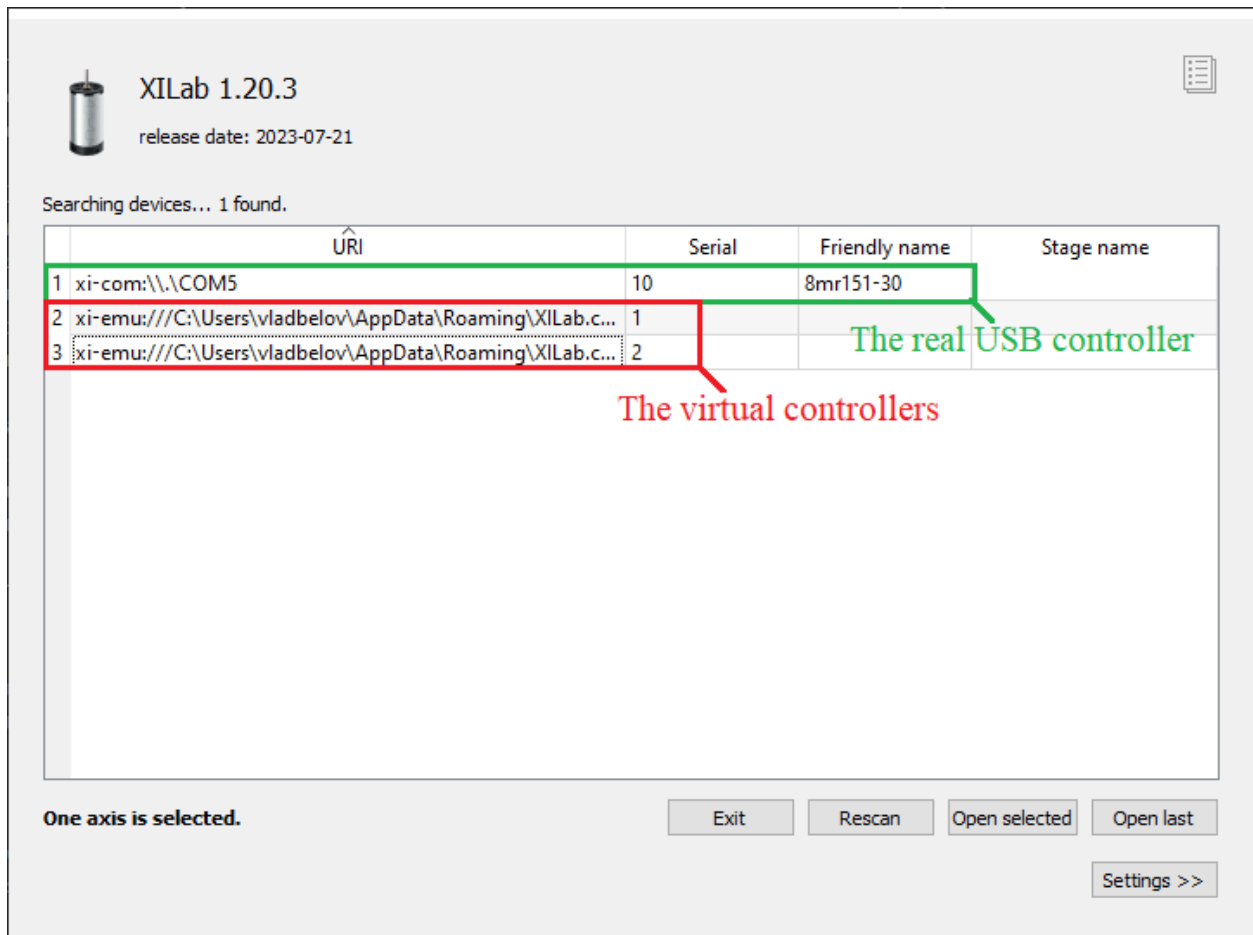 XILab 1.20.3
release date: 2023-07-21
Searching devices... 1 found.
URI Serial Friendly name Stage name
1 xi-com:\\.\COM5 10 8mr151-30
2 xi-emu:///C:\Users\vladbelov\AppData\Roaming\XILab.c... 1
3 xi-emu:///C:\Users\vladbelov\AppData\Roaming\XILab.c... 2
The real USB controller
The virtual controllers
One axis is selected. Exit Rescan Open selected Open last
Settings >>